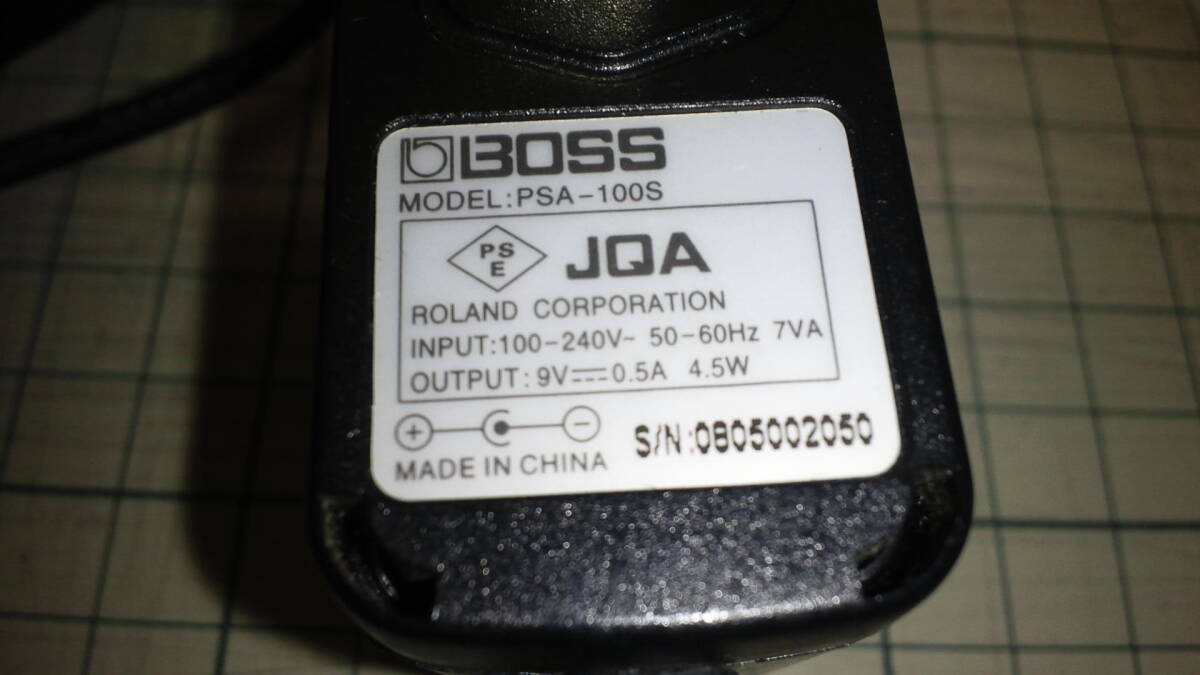 BOSS
MODEL:PSA-100S
PS
E
JQA
ROLAND CORPORATION
INPUT:100-240V~ 50-60Hz 7VA
OUTPUT:9V⎓0.5A 4.5W
+ -
S/N:0805002050
MADE IN CHINA